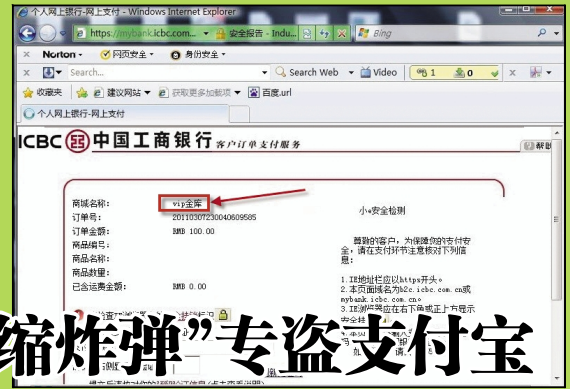 个人网上银行-网上支付 - Windows Internet Explorer
https://mybank.icbc.com... 安全报告 - Indu... Bing
Norton 网页安全 身份安全
Search... Search Web Video 1 0
收藏夹 建议网站 获取更多加载项 百度.url
个人网上银行-网上支付
ICBC 中国工商银行 客户订单支付服务 帮助
商城名称: vip金库
订单号: 20110307230040609585
订单金额: RMB 100.00
商品编号:
商品名称:
商品数量:
已含运费金额: RMB 0.00
小e安全检测
尊敬的客户，为保障您的支付安
全，请在支付环节注意核对下列信
息:
1.IE地址栏应以https开头。
2.本页面域名为b2c.icbc.com.cn或
mybank.icbc.com.cn。
3.IE浏览器应在右下角或正上方显示
缩炸弹”专盗支付宝